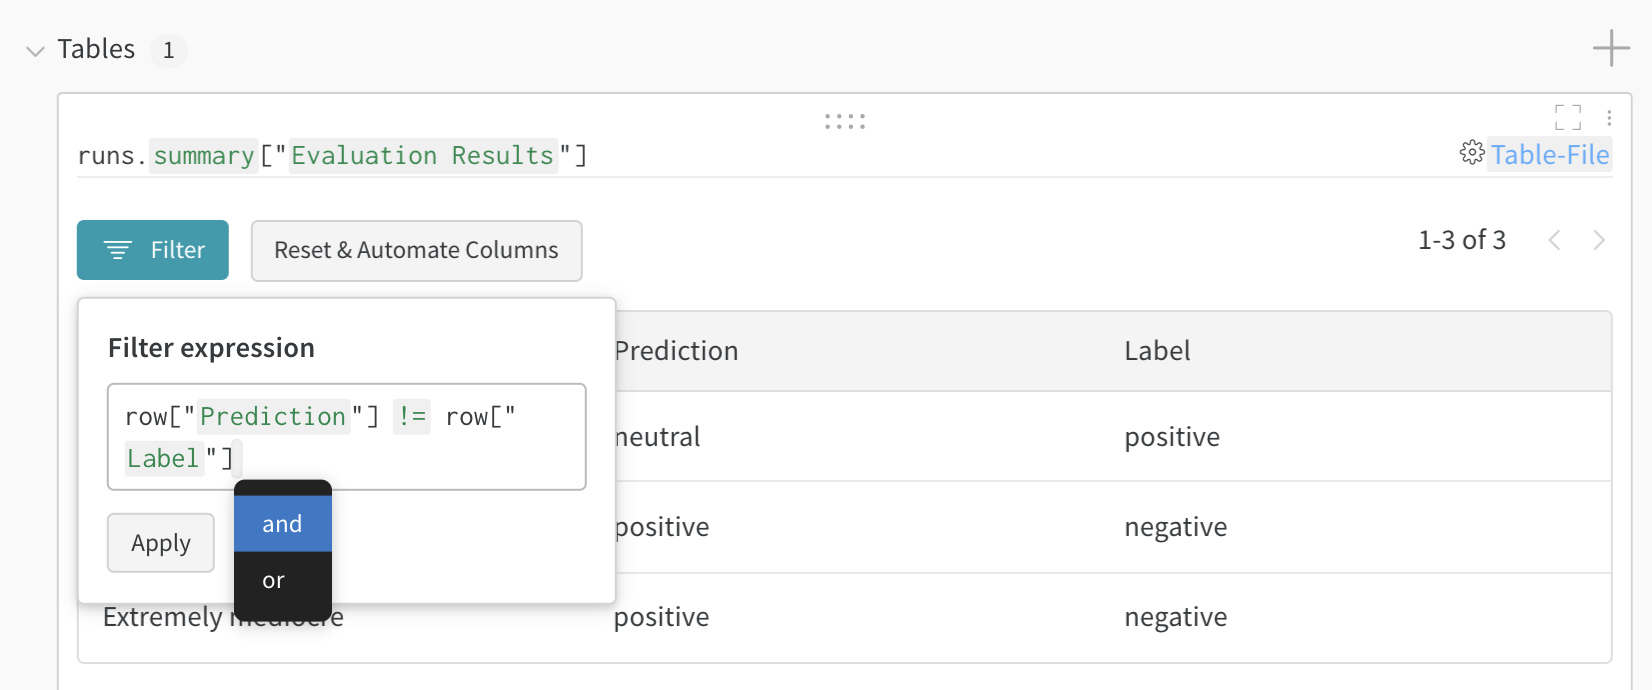 Tables 1
runs.summary["Evaluation Results"]
Table-File
Filter
Reset & Automate Columns
1-3 of 3
Filter expression
row["Prediction"] != row["
Label"]
and
or
Apply
Prediction Label
neutral positive
positive negative
Extremely mediocre positive negative